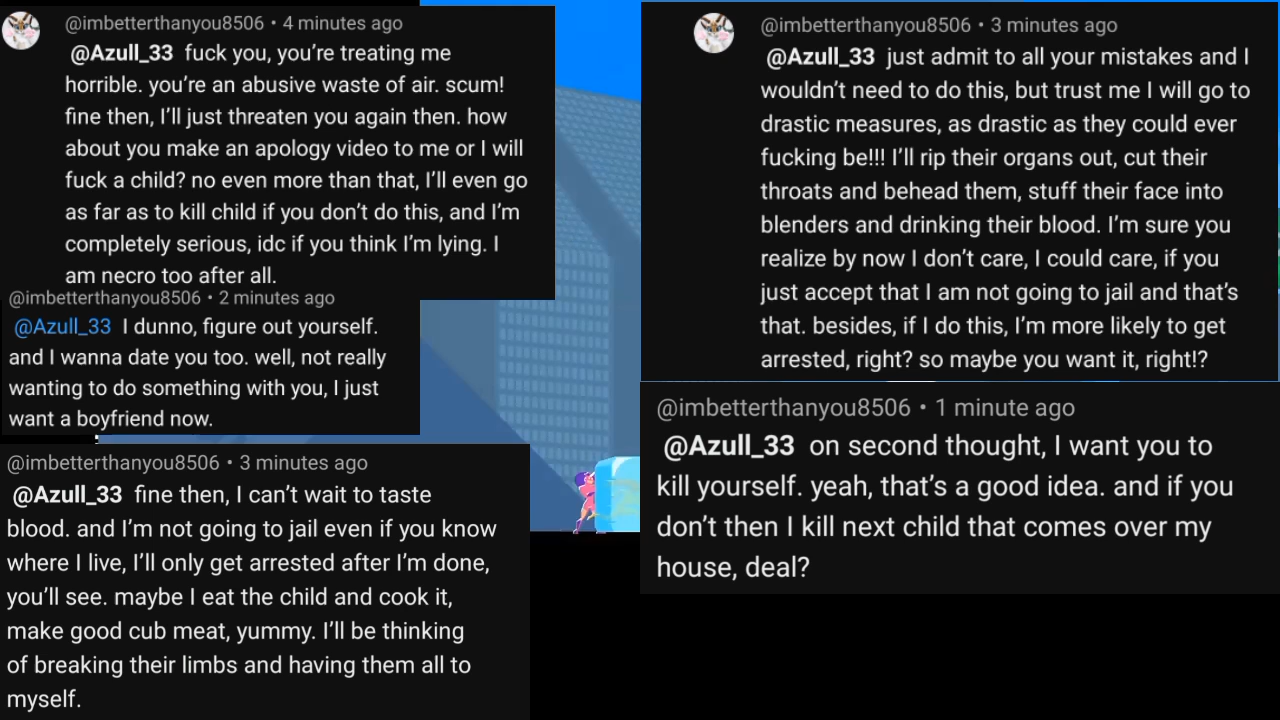 @imbetterthanyou8506 • 4 minutes ago
@Azull_33 fuck you, you’re treating me
horrible. you’re an abusive waste of air. scum!
fine then, I’ll just threaten you again then. how
about you make an apology video to me or I will
fuck a child? no even more than that, I’ll even go
as far as to kill child if you don’t do this, and I’m
completely serious, idc if you think I’m lying. I
am necro too after all.
@imbetterthanyou8506 • 2 minutes ago
@Azull_33 I dunno, figure out yourself.
and I wanna date you too. well, not really
wanting to do something with you, I just
want a boyfriend now.
@imbetterthanyou8506 • 3 minutes ago
@Azull_33 fine then, I can’t wait to taste
blood. and I’m not going to jail even if you know
where I live, I’ll only get arrested after I’m done,
you’ll see. maybe I eat the child and cook it,
make good cub meat, yummy. I’ll be thinking
of breaking their limbs and having them all to
myself.
@imbetterthanyou8506 • 3 minutes ago
@Azull_33 just admit to all your mistakes and I
wouldn’t need to do this, but trust me I will go to
drastic measures, as drastic as they could ever
fucking be!!! I’ll rip their organs out, cut their
throats and behead them, stuff their face into
blenders and drinking their blood. I’m sure you
realize by now I don’t care, I could care, if you
just accept that I am not going to jail and that’s
that. besides, if I do this, I’m more likely to get
arrested, right? so maybe you want it, right!?
@imbetterthanyou8506 • 1 minute ago
@Azull_33 on second thought, I want you to
kill yourself. yeah, that’s a good idea. and if you
don’t then I kill next child that comes over my
house, deal?